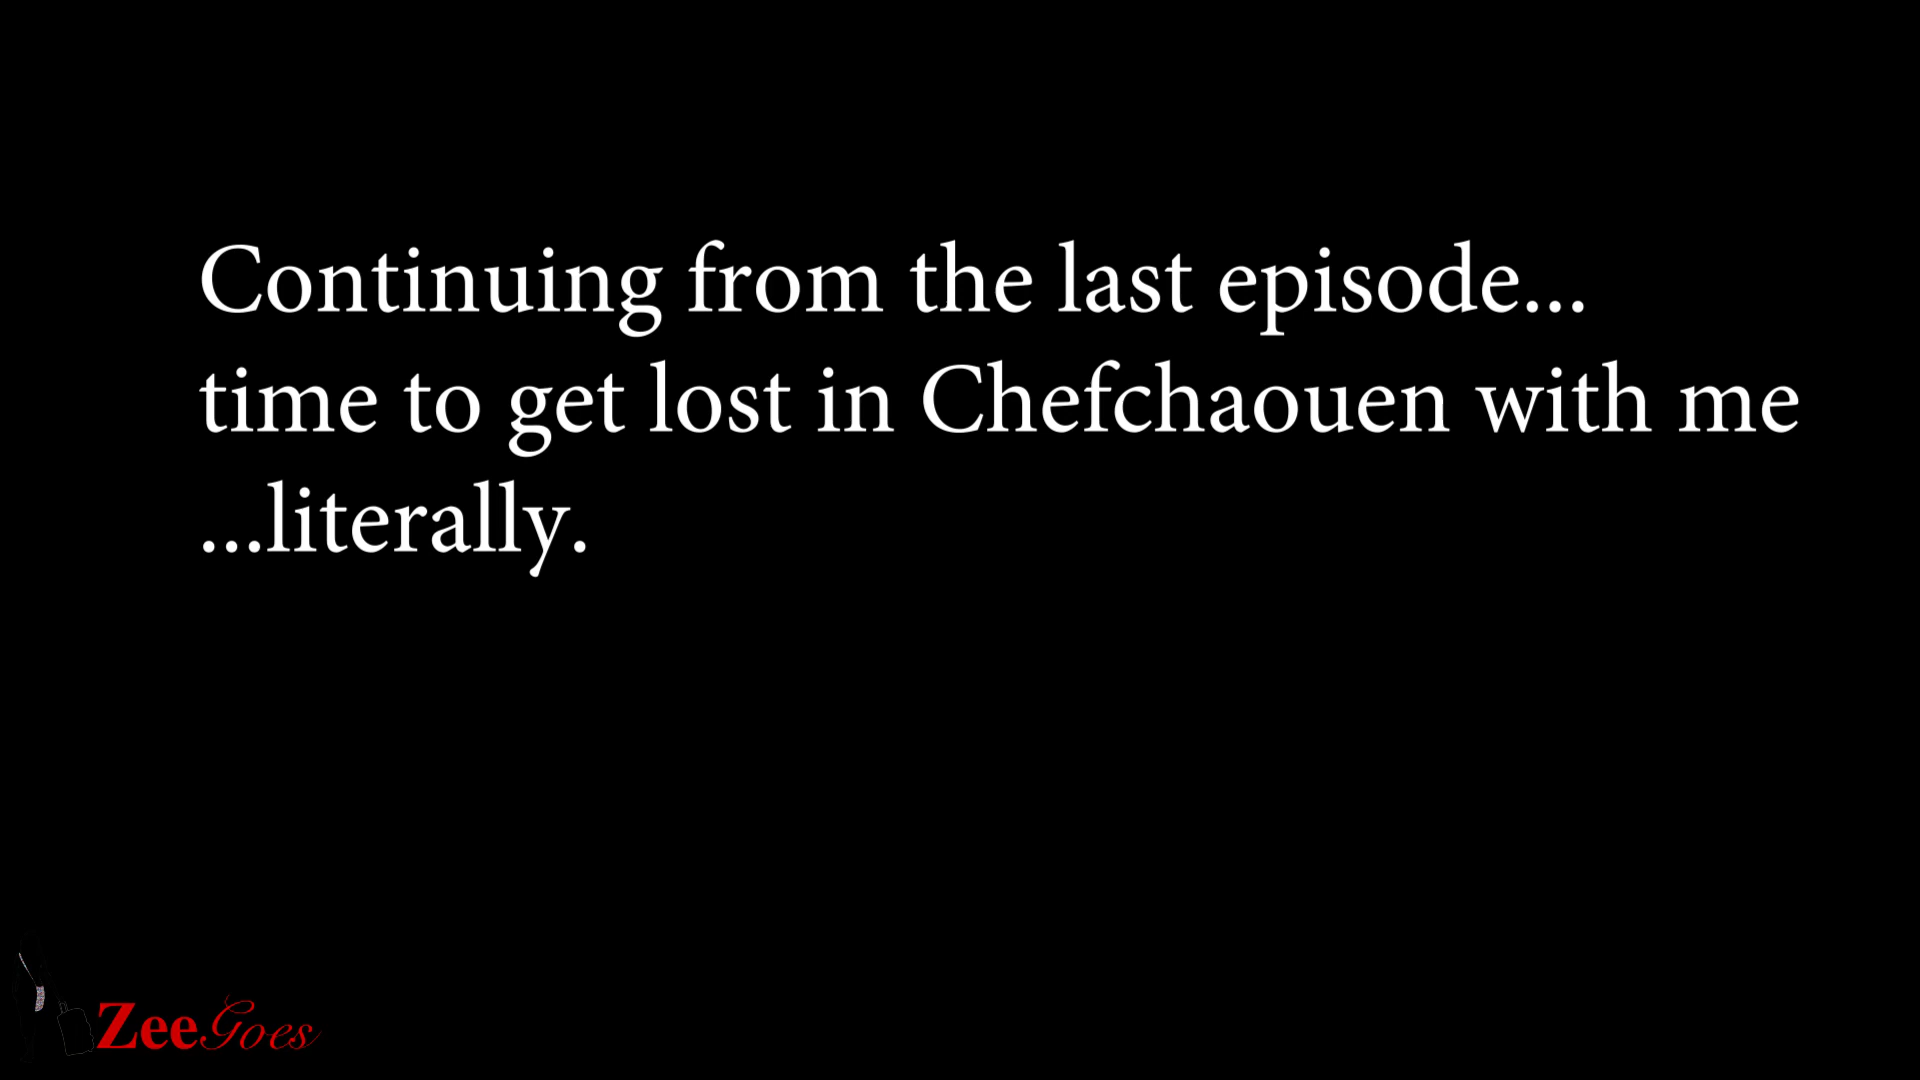 Continuing from the last episode...
time to get lost in Chefchaouen with me
...literally.
ZeeGoes